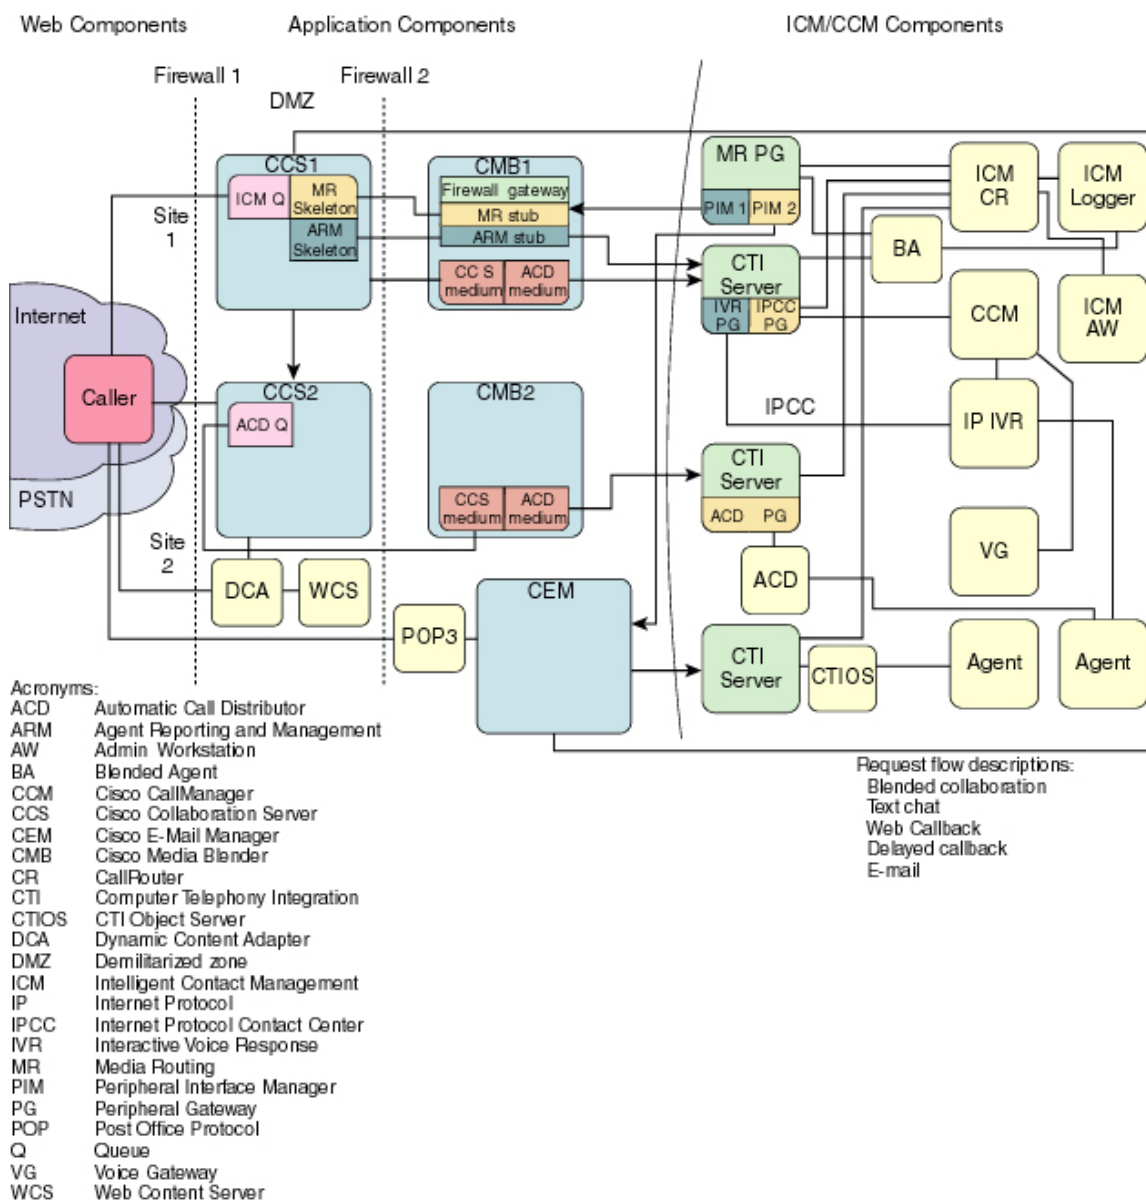 Web Components
Application Components
ICM/CCM Components
Firewall 1
Firewall 2
DMZ
CCS1
ICM Q
MR
Skeleton
ARM
Skeleton
CMB1
Firewall gateway
MR stub
ARM stub
CC S
medium
ACD
medium
MR PG
PIM 1
PIM 2
ICM
CR
ICM
Logger
BA
CTI
Server
IVR
PG
IPCC
PG
CCM
ICM
AW
Site
1
Internet
Caller
PSTN
CCS2
ACD Q
CMB2
CCS
medium
ACD
medium
IPCC
IP IVR
CTI
Server
ACD PG
Site
2
DCA
WCS
ACD
VG
CEM
POP3
CTI
Server
CTIOS
Agent
Agent
Acronyms:
ACD Automatic Call Distributor
ARM Agent Reporting and Management
AW Admin Workstation
BA Blended Agent
CCM Cisco CallManager
CCS Cisco Collaboration Server
CEM Cisco E-Mail Manager
CMB Cisco Media Blender
CR CallRouter
CTI Computer Telephony Integration
CTIOS CTI Object Server
DCA Dynamic Content Adapter
DMZ Demilitarized zone
ICM Intelligent Contact Management
IP Internet Protocol
IPCC Internet Protocol Contact Center
IVR Interactive Voice Response
MR Media Routing
PIM Peripheral Interface Manager
PG Peripheral Gateway
POP Post Office Protocol
Q Queue
VG Voice Gateway
WCS Web Content Server
Request flow descriptions:
Blended collaboration
Text chat
Web Callback
Delayed callback
E-mail